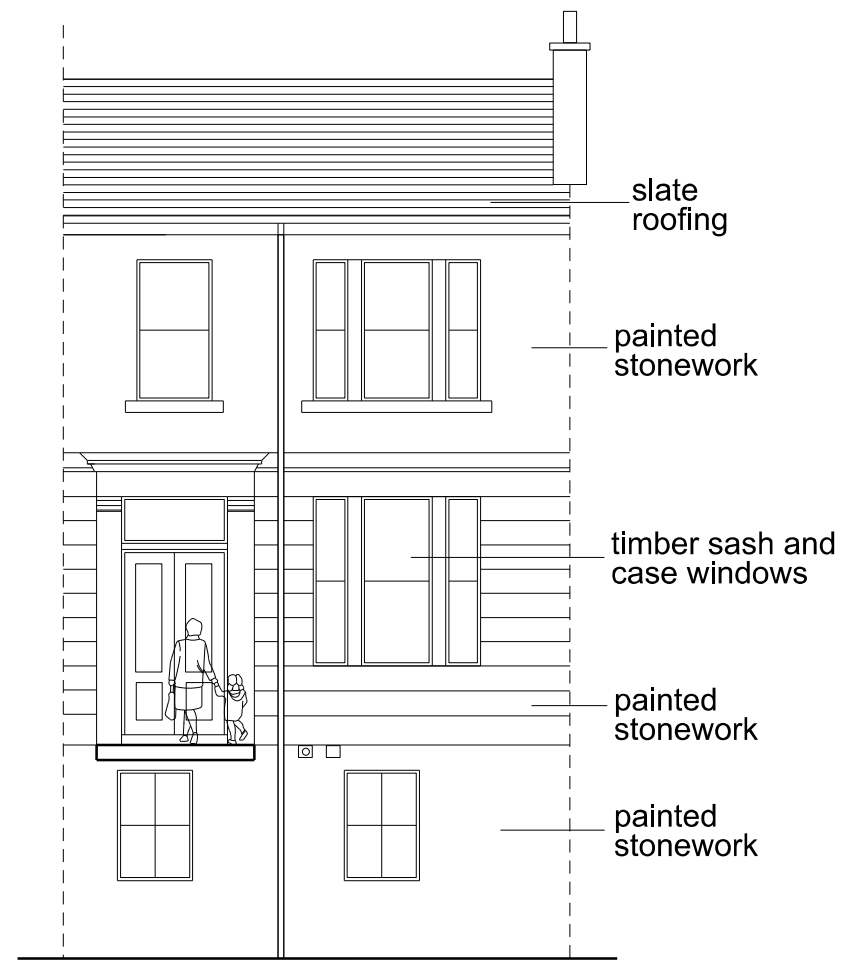 slate
roofing
painted
stonework
timber sash and
case windows
painted
stonework
painted
stonework